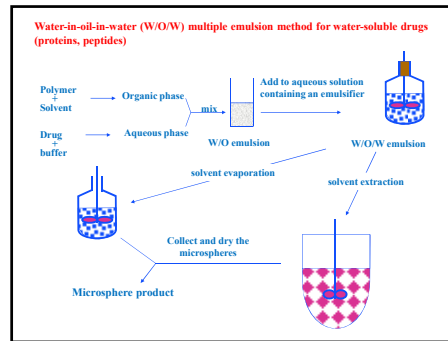 Water-in-oil-in-water (W/O/W) multiple emulsion method for water-soluble drugs
(proteins, peptides)
Polymer
+
Solvent
Organic phase
Drug
+
buffer
Aqueous phase
mix
W/O emulsion
Add to aqueous solution
containing an emulsifier
W/O/W emulsion
solvent evaporation
solvent extraction
Collect and dry the
microspheres
Microsphere product